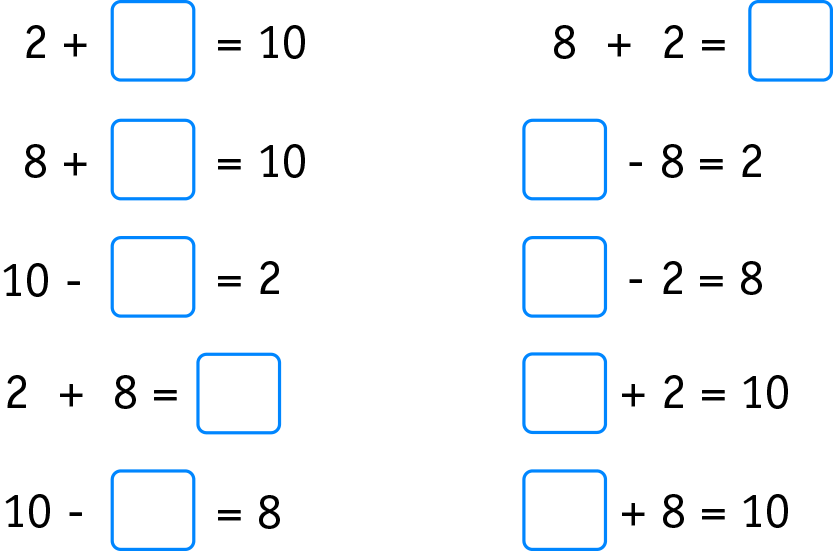 2 + = 10
8 + = 10
10 - = 2
2 + 8 =
10 - = 8
8 + 2 =
- 8 = 2
- 2 = 8
+ 2 = 10
+ 8 = 10